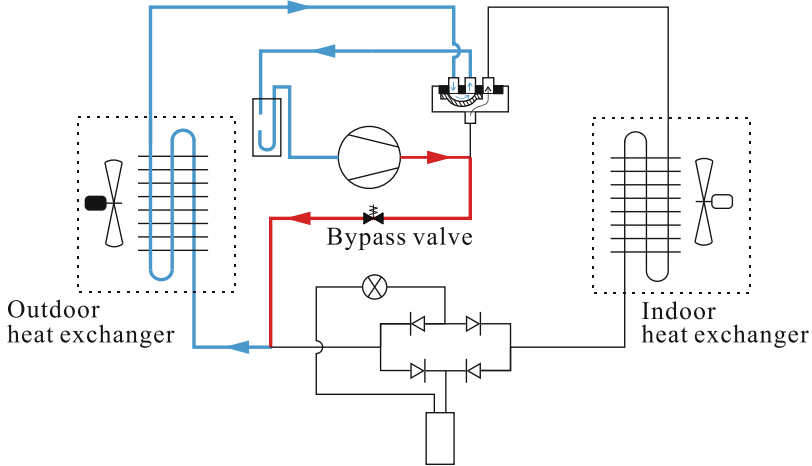 Bypass valve
Outdoor
heat exchanger
Indoor
heat exchanger